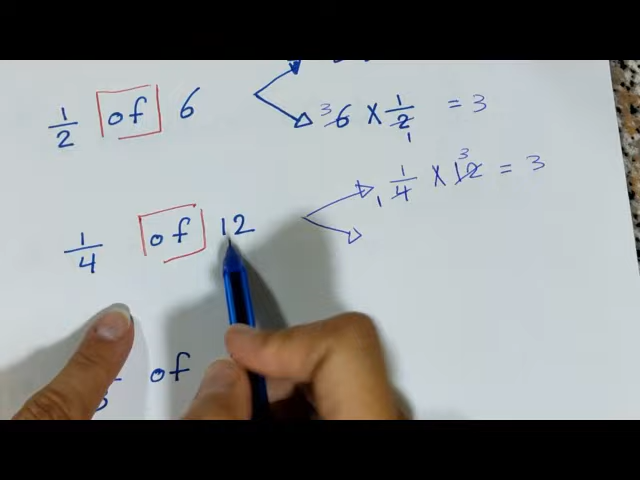 1/2 of 6
3 6 × 1/2 1 = 3
1 1/4 × 12 3 = 3
1/4 of 12
of